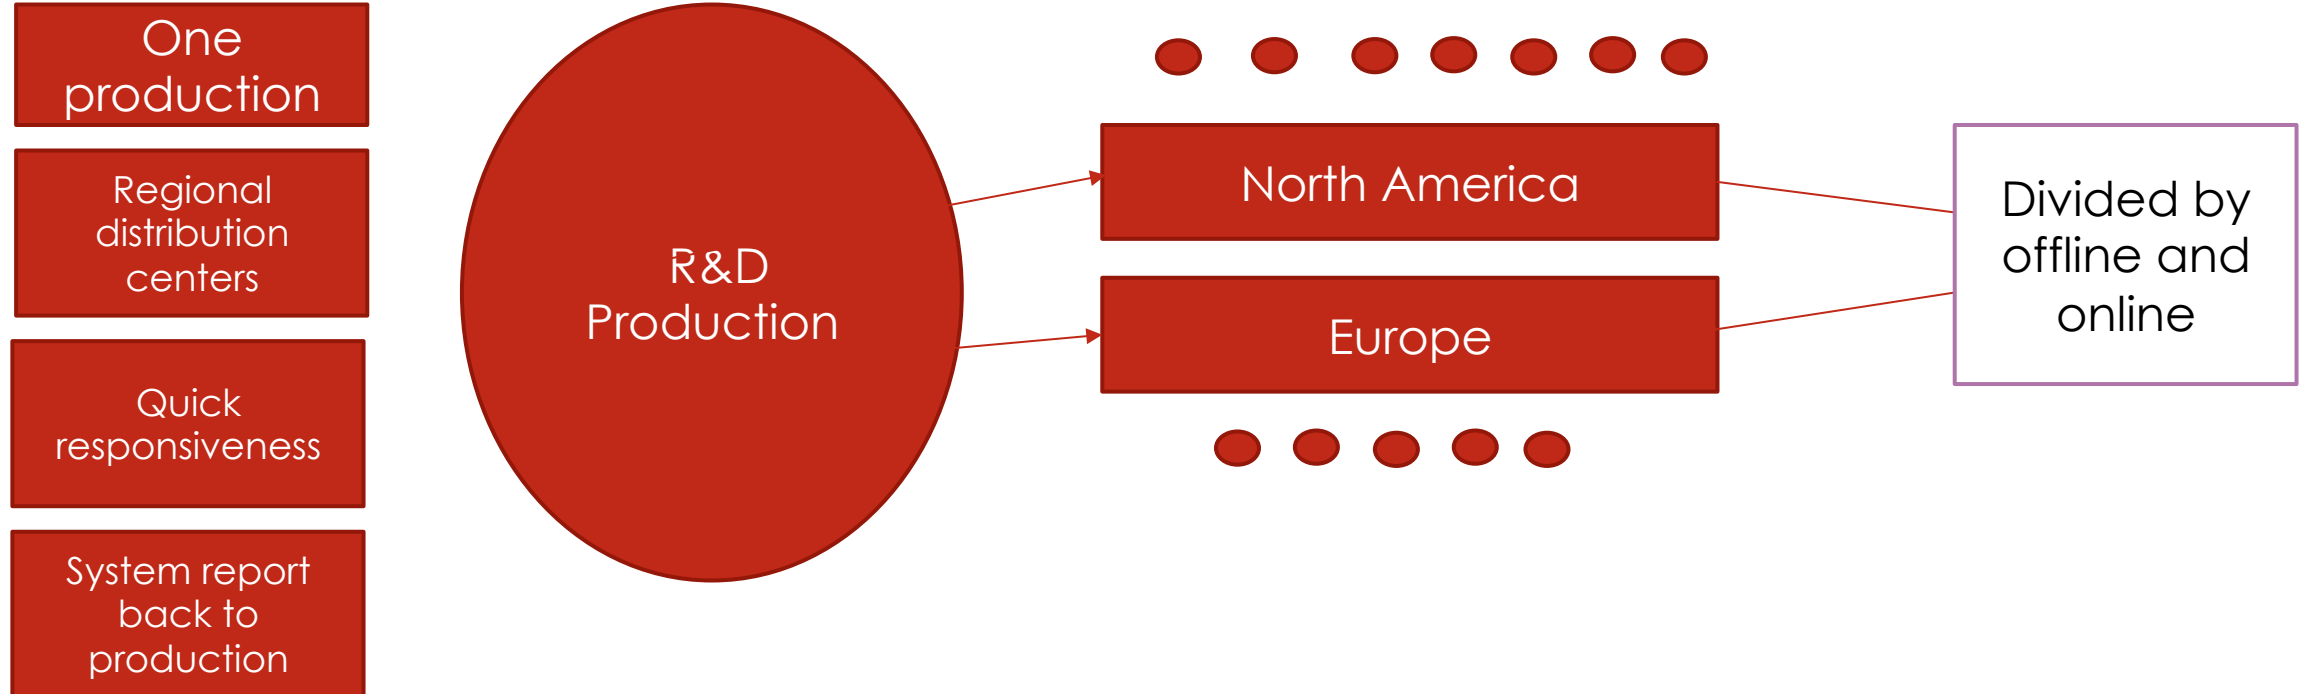 One
production
Regional
distribution
centers
Quick
responsiveness
System report
back to
production
R&D
Production
North America
Europe
Divided by
offline and
online